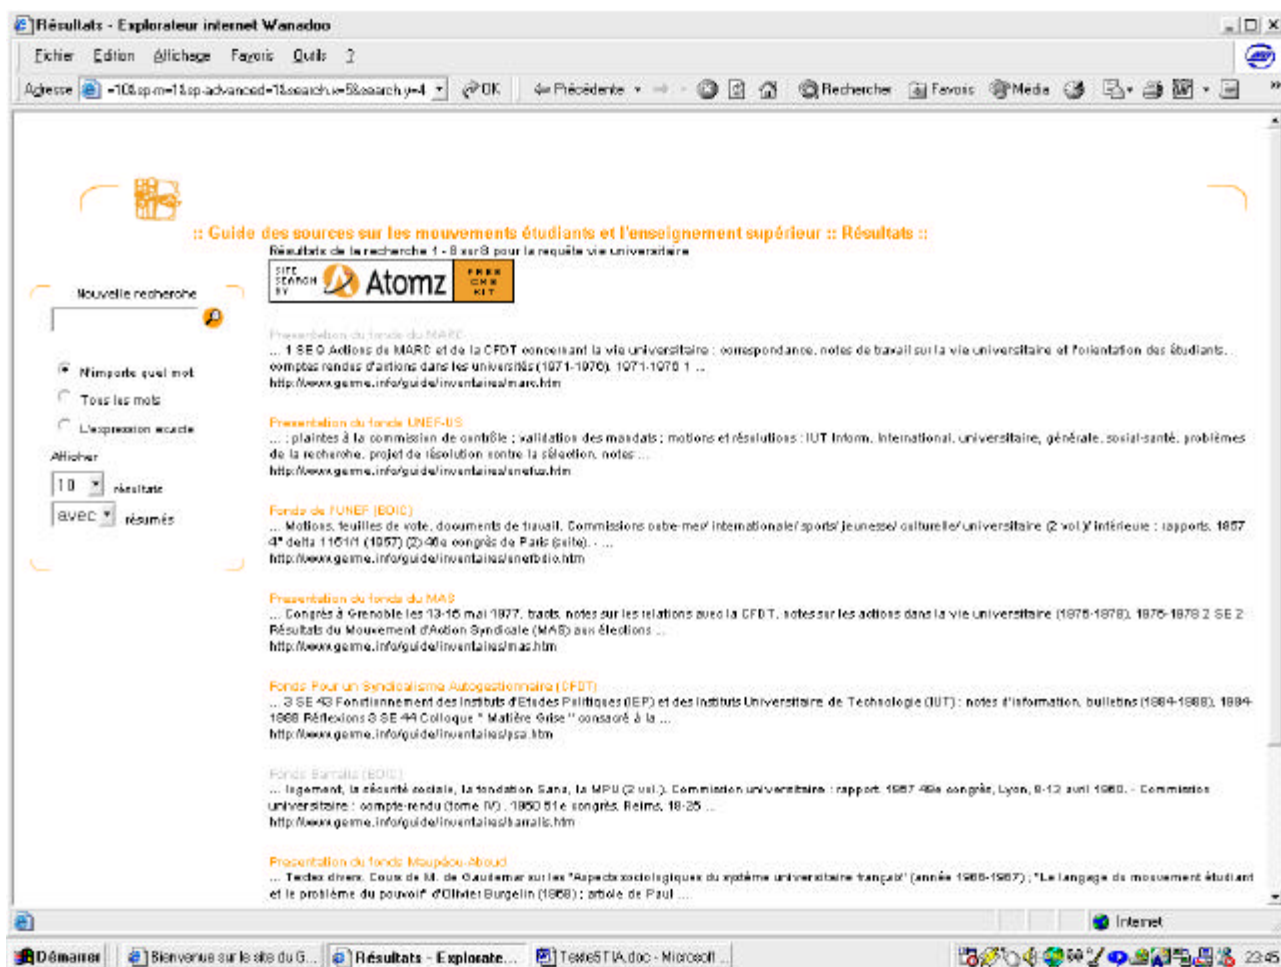 Résultats - Explorateur internet Wanadoo
Fichier Edition Affichage Favoris Outils ?
Adresse =10&sp-m=1&sp-advanced=1&search.x=5&search.y=4 OK Précédente Rechercher Favoris Média
:: Guide des sources sur les mouvements étudiants et l'enseignement supérieur :: Résultats ::
Résultats de la recherche 1 - 8 sur 8 pour la requête vie universitaire
SITE SEARCH BY Atomz FREE CMS KIT
Nouvelle recherche
N'importe quel mot
Tous les mots
L'expression exacte
Afficher
10 résultats
avec résumés
Presentation du fonds du MARC
... 1 SE 9 Actions du MARC et de la CFDT concernant la vie universitaire : correspondance, notes de travail sur la vie universitaire et l'orientation des étudiants,
comptes rendus d'actions dans les universités (1971-1976), 1971-1976 1 ...
http://www.germe.info/guide/inventaires/marc.htm
Presentation du fonds UNEF-US
... : plaintes à la commission de contrôle ; validation des mandats ; motions et résolutions : IUT Inform, International, universitaire, générale, social-santé, problèmes
de la recherche, projet de résolution contre la sélection, notes ...
http://www.germe.info/guide/inventaires/unefus.htm
Fonds de l'UNEF (BDIC)
... Motions, feuilles de vote, documents de travail. Commissions outre-mer/ internationale/ sports/ jeunesse/ culturelle/ universitaire (2 vol.)/ intérieure : rapports. 1957
4° delta 1151/1 (1957) (2) 46e congrès de Paris (suite). - ...
http://www.germe.info/guide/inventaires/unefbdic.htm
Presentation du fonds du MAS
... Congrès à Grenoble les 13-15 mai 1977, tracts, notes sur les relations avec la CFDT, notes sur les actions dans la vie universitaire (1976-1978), 1976-1978 2 SE 2
Résultats du Mouvement d'Action Syndicale (MAS) aux élections ...
http://www.germe.info/guide/inventaires/mas.htm
Fonds Pour un Syndicalisme Autogestionnaire (CFDT)
... 3 SE 43 Fonctionnement des Instituts d'Etudes Politiques (IEP) et des Instituts Universitaire de Technologie (IUT) : notes d'information, bulletins (1984-1988), 1984-
1988 Réflexions 3 SE 44 Colloque " Matière Grise " consacré à la ...
http://www.germe.info/guide/inventaires/psa.htm
Fonds Barralis (BDIC)
... logement, la sécurité sociale, la fondation Sana, la MPU (2 vol.). Commission universitaire : rapport. 1957 49e congrès, Lyon, 8-12 avril 1960. - Commission
universitaire : compte-rendu (tome IV). 1960 51e congrès, Reims, 18-25 ...
http://www.germe.info/guide/inventaires/barralis.htm
Presentation du fonds Maupéou-Aboud
... Textes divers. Cours de M. de Gaudemar sur les "Aspects sociologiques du système universitaire français" (année 1966-1967) ; "Le langage du mouvement étudiant
et le problème du pouvoir" d'Olivier Burgelin (1968) ; article de Paul ...
Internet
Démarrer Bienvenue sur le site du G... Résultats - Explorate... TexteSTIA.doc - Microsoft ... 23:45